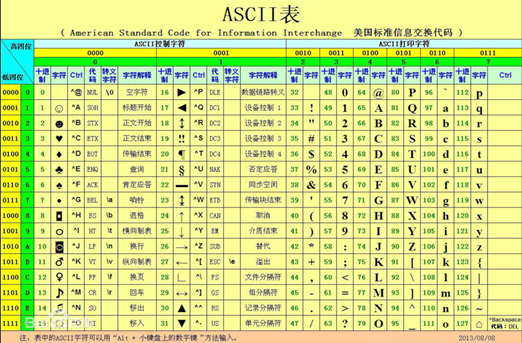 ASCII表
( American Standard Code for Information Interchange 美国标准信息交换代码 )
高四位 ASCII控制字符 ASCII打印字符
0000 0001 0010 0011 0100 0101 0110 0111
0 1 2 3 4 5 6 7
低四位 十进制 字符 Ctrl 代码 转义字符 字符解释 十进制 字符 Ctrl 代码 转义字符 字符解释 十进制 字符 十进制 字符 十进制 字符 十进制 字符 十进制 字符 十进制 字符 Ctrl
0000 0 0 ^@ NUL \0 空字符 16 ► ^P DLE 数据链路转义 32 48 0 64 @ 80 P 96 ` 112 p
0001 1 1 ☺ ^A SOH 标题开始 17 ◄ ^Q DC1 设备控制 1 33 ! 49 1 65 A 81 Q 97 a 113 q
0010 2 2 ☻ ^B STX 正文开始 18 ↕ ^R DC2 设备控制 2 34 " 50 2 66 B 82 R 98 b 114 r
0011 3 3 ♥ ^C ETX 正文结束 19 ‼ ^S DC3 设备控制 3 35 # 51 3 67 C 83 S 99 c 115 s
0100 4 4 ♦ ^D EOT 传输结束 20 ¶ ^T DC4 设备控制 4 36 $ 52 4 68 D 84 T 100 d 116 t
0101 5 5 ♣ ^E ENQ 查询 21 § ^U NAK 否定应答 37 % 53 5 69 E 85 U 101 e 117 u
0110 6 6 ♠ ^F ACK 肯定应答 22 ▬ ^V SYN 同步空闲 38 & 54 6 70 F 86 V 102 f 118 v
0111 7 7 • ^G BEL \a 响铃 23 ↨ ^W ETB 传输块结束 39 ' 55 7 71 G 87 W 103 g 119 w
1000 8 8 ◘ ^H BS \b 退格 24 ↑ ^X CAN 取消 40 ( 56 8 72 H 88 X 104 h 120 x
1001 9 9 ○ ^I HT \t 横向制表 25 ↓ ^Y EM 介质结束 41 ) 57 9 73 I 89 Y 105 i 121 y
1010 A 10 ◙ ^J LF \n 换行 26 → ^Z SUB 替代 42 * 58 : 74 J 90 Z 106 j 122 z
1011 B 11 ♂ ^K VT \v 纵向制表 27 ← ^[ ESC \e 溢出 43 + 59 ; 75 K 91 [ 107 k 123 {
1100 C 12 ♀ ^L FF \f 换页 28 ∟ ^\ FS 文件分隔符 44 , 60 < 76 L 92 \ 108 l 124 |
1101 D 13 ♪ ^M CR \r 回车 29 ↔ ^] GS 组分隔符 45 - 61 = 77 M 93 ] 109 m 125 }
1110 14 ♫ ^N SO 移出 30 ▲ ^^ RS 记录分隔符 46 . 62 > 78 N 94 ^ 110 n 126 ~
1111 15 SI 移入 31 ▼ ^- US 单元分隔符 47 / 63 ? 79 O 95 _ 111 o 127 ⌂ ^Backspace 代码：DEL
注：表中的ASCII字符可以用“Alt + 小键盘上的数字键”方法输入。 2013/08/08